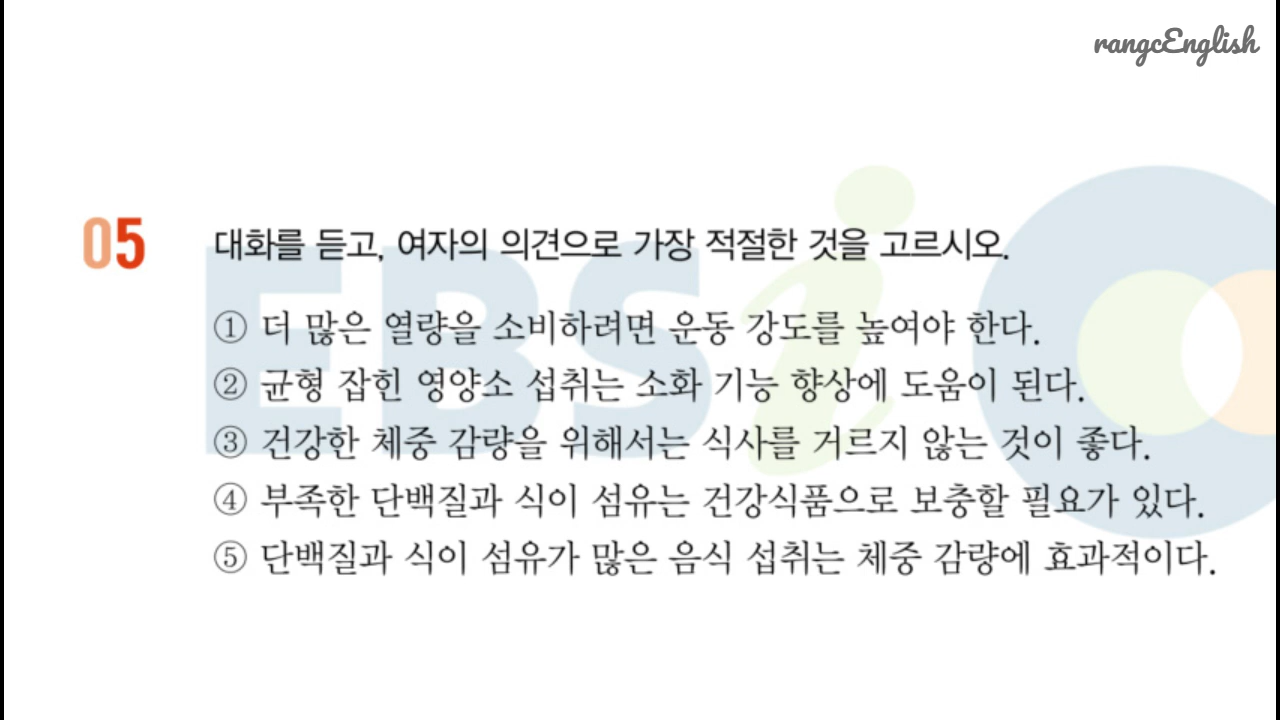 rangcEnglish
05 대화를 듣고, 여자의 의견으로 가장 적절한 것을 고르시오.
① 더 많은 열량을 소비하려면 운동 강도를 높여야 한다.
② 균형 잡힌 영양소 섭취는 소화 기능 향상에 도움이 된다.
③ 건강한 체중 감량을 위해서는 식사를 거르지 않는 것이 좋다.
④ 부족한 단백질과 식이 섬유는 건강식품으로 보충할 필요가 있다.
⑤ 단백질과 식이 섬유가 많은 음식 섭취는 체중 감량에 효과적이다.
EBSi